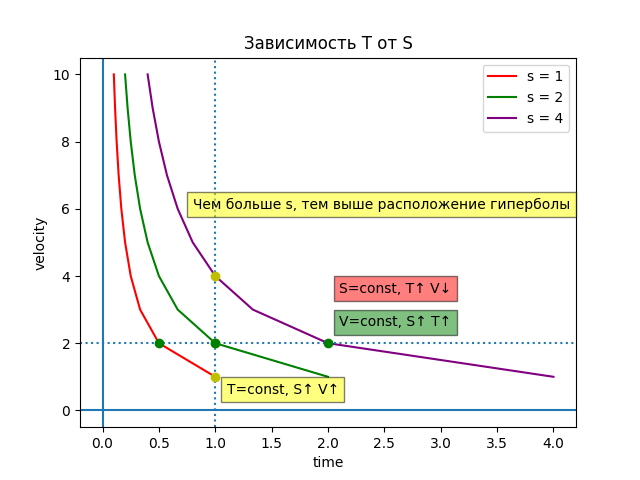 Зависимость T от S
s = 1
s = 2
s = 4
Чем больше s, тем выше расположение гиперболы
S=const, T↑ V↓
V=const, S↑ T↑
T=const, S↑ V↑
velocity
10
8
6
4
2
0
0.0 0.5 1.0 1.5 2.0 2.5 3.0 3.5 4.0
time